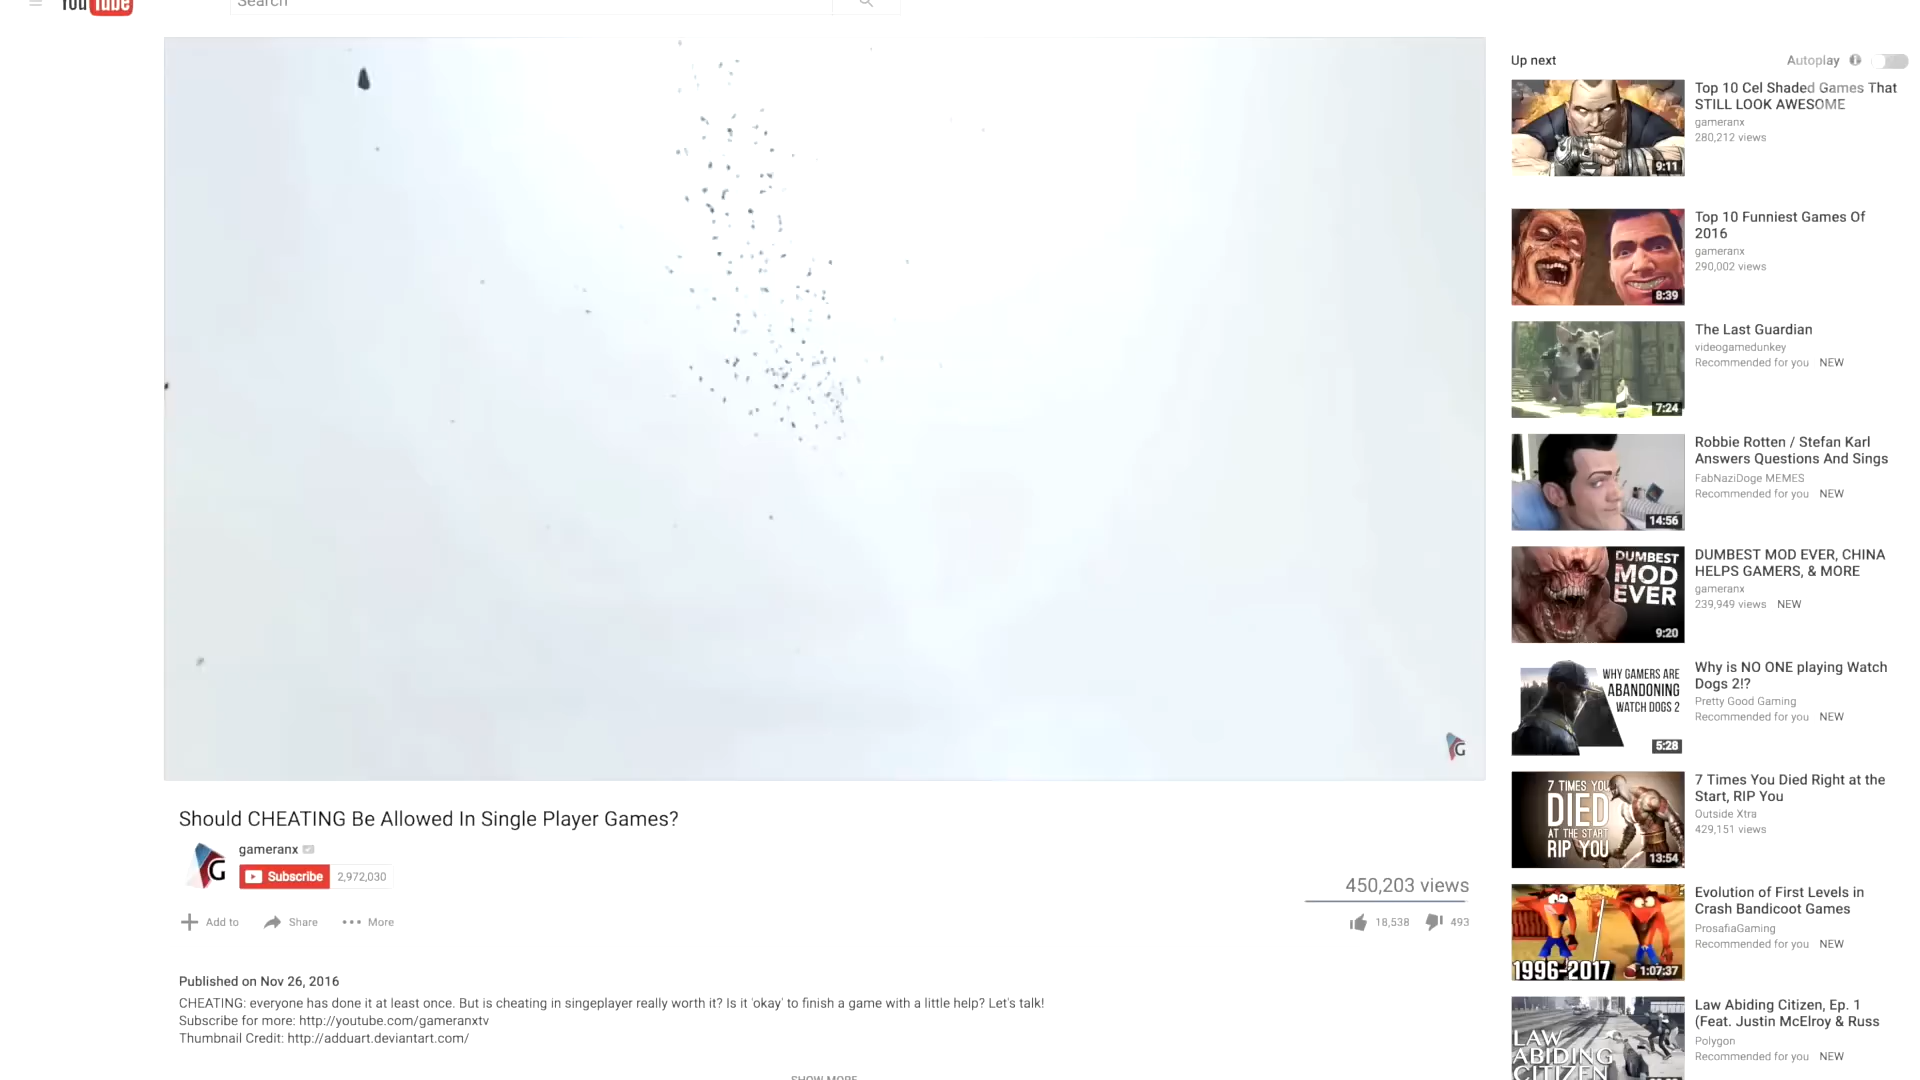 YouTube
Search
Up next
Autoplay
Top 10 Cel Shaded Games That
STILL LOOK AWESOME
gameranx
280,212 views
9:11
Top 10 Funniest Games Of
2016
gameranx
290,002 views
8:39
The Last Guardian
videogamedunkey
Recommended for you NEW
7:24
Robbie Rotten / Stefan Karl
Answers Questions And Sings
FabNaziDoge MEMES
Recommended for you NEW
14:56
DUMBEST
MOD
EVER
9:20
DUMBEST MOD EVER, CHINA
HELPS GAMERS, & MORE
gameranx
239,949 views NEW
WHY GAMERS ARE
ABANDONING
WATCH DOGS 2
5:28
Why is NO ONE playing Watch
Dogs 2!?
Pretty Good Gaming
Recommended for you NEW
7 TIMES YOU
DIED
AT THE START
RIP YOU
13:54
7 Times You Died Right at the
Start, RIP You
Outside Xtra
429,151 views
1996-2017
1:07:37
Evolution of First Levels in
Crash Bandicoot Games
ProsafiaGaming
Recommended for you NEW
LAW
ABIDING
CITIZEN
Law Abiding Citizen, Ep. 1
(Feat. Justin McElroy & Russ
Polygon
Recommended for you NEW
G
Should CHEATING Be Allowed In Single Player Games?
G
gameranx
Subscribe 2,972,030
450,203 views
Add to Share More
18,538 493
Published on Nov 26, 2016
CHEATING: everyone has done it at least once. But is cheating in singeplayer really worth it? Is it 'okay' to finish a game with a little help? Let's talk!
Subscribe for more: http://youtube.com/gameranxtv
Thumbnail Credit: http://adduart.deviantart.com/
SHOW MORE